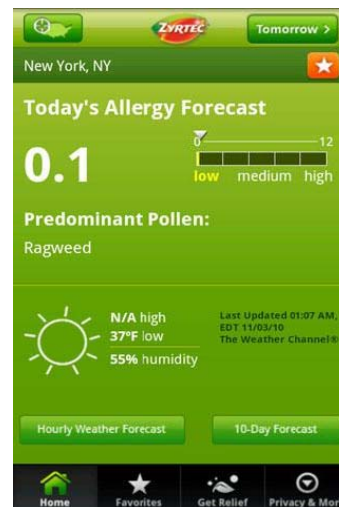 ZYRTEC
Tomorrow >
New York, NY
Today's Allergy Forecast
0.1
0 12
low medium high
Predominant Pollen:
Ragweed
N/A high
37°F low
55% humidity
Last Updated 01:07 AM,
EDT 11/03/10
The Weather Channel®
Hourly Weather Forecast
10-Day Forecast
Home Favorites Get Relief Privacy & Mor